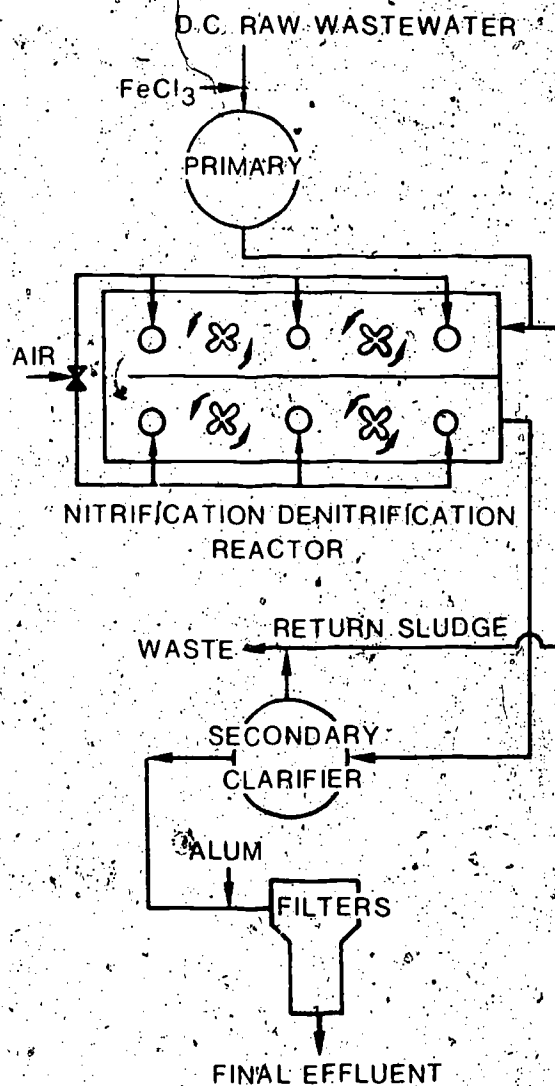 D.C. RAW WASTEWATER
FeCl3
PRIMARY
AIR
NITRIFICATION DENITRIFICATION
REACTOR
RETURN SLUDGE
WASTE
SECONDARY
CLARIFIER
ALUM
FILTERS
FINAL EFFLUENT